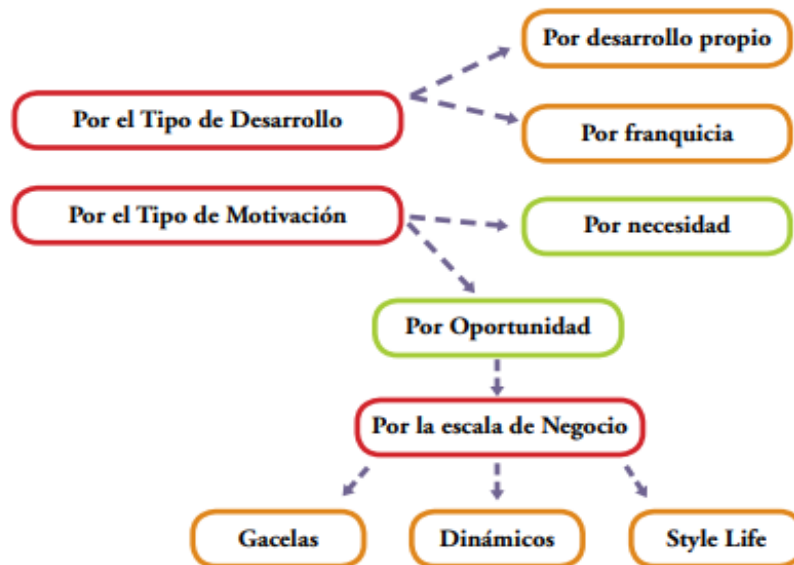 Por desarrollo propio
Por el Tipo de Desarrollo
Por franquicia
Por el Tipo de Motivación
Por necesidad
Por Oportunidad
Por la escala de Negocio
Gacelas
Dinámicos
Style Life